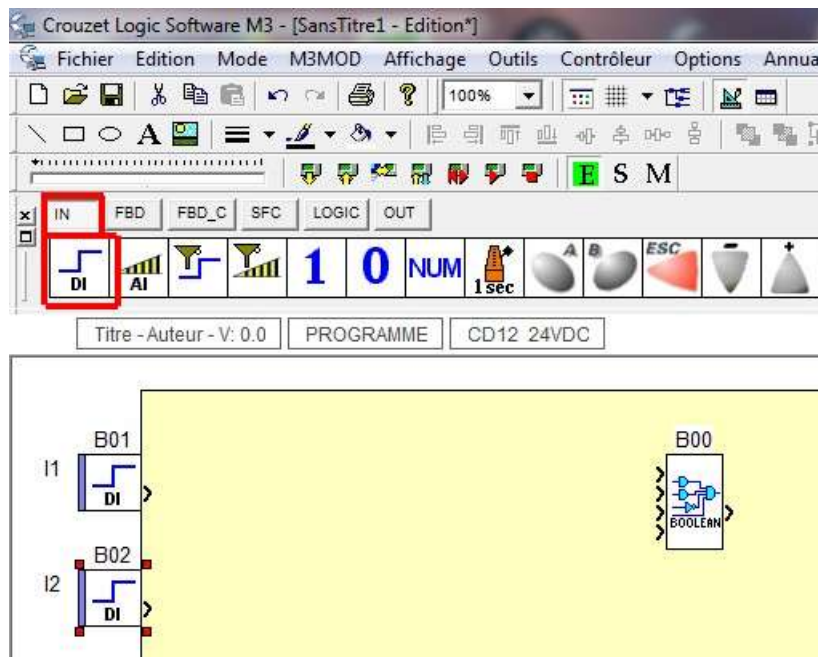 Crouzet Logic Software M3 - [SansTitre1 - Edition*]
Fichier Edition Mode M3MOD Affichage Outils Contrôleur Options Annua
100%
A
E S M
IN FBD FBD_C SFC LOGIC OUT
DI AI 1 0 NUM 1 sec A B ESC - +
Titre - Auteur - V: 0.0 PROGRAMME CD12 24VDC
B01 B00
I1 DI BOOLEAN
B02
I2 DI